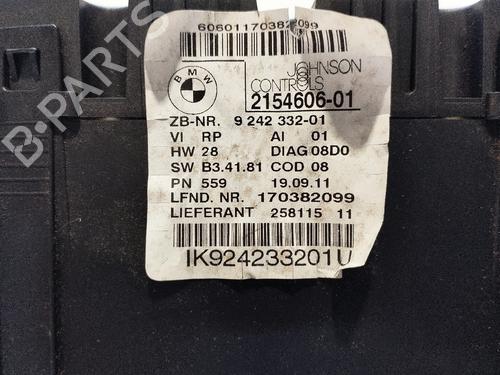 60601170382099
BMW
JOHNSON
CONTROLS
2154606-01
ZB-NR. 9 242 332-01
VI RP AI 01
HW 28 DIAG 08D0
SW B3.41.81 COD 08
PN 559 19.09.11
LFND. NR. 170382099
LIEFERANT 258115 11
IK924233201U
B-PARTS